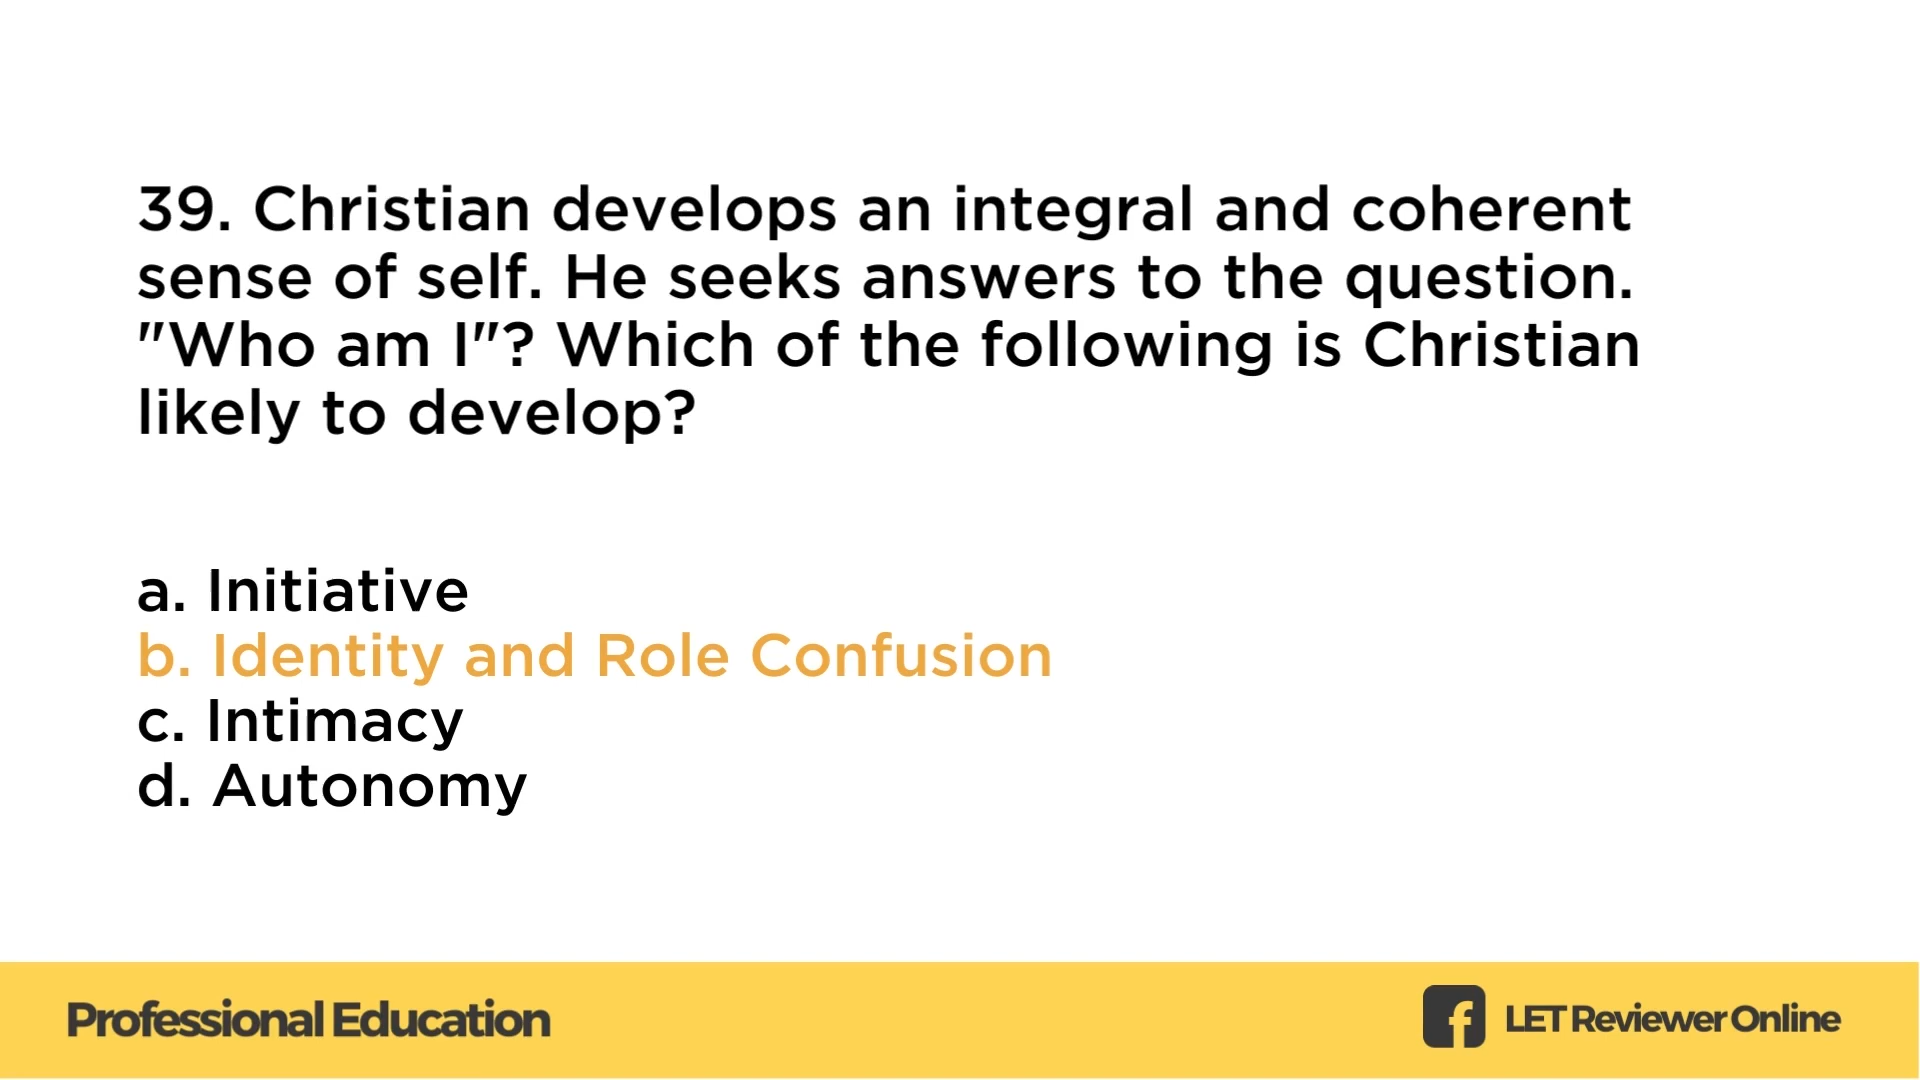 39. Christian develops an integral and coherent
sense of self. He seeks answers to the question.
"Who am I"? Which of the following is Christian
likely to develop?
a. Initiative
b. Identity and Role Confusion
c. Intimacy
d. Autonomy
Professional Education
LET Reviewer Online